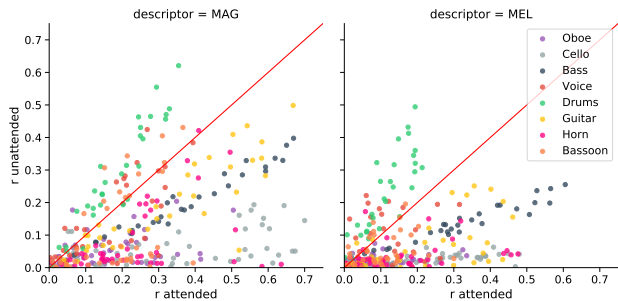 descriptor = MAG
descriptor = MEL
r unattended
0.7
0.6
0.5
0.4
0.3
0.2
0.1
0.0
0.0 0.1 0.2 0.3 0.4 0.5 0.6 0.7
r attended
0.0 0.1 0.2 0.3 0.4 0.5 0.6 0.7
r attended
Oboe
Cello
Bass
Voice
Drums
Guitar
Horn
Bassoon